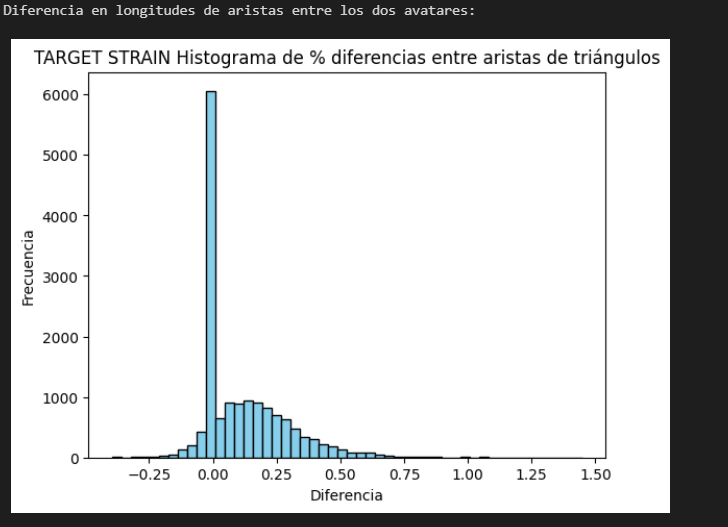 Diferencia en longitudes de aristas entre los dos avatares:
TARGET STRAIN Histograma de % diferencias entre aristas de triángulos
6000
5000
4000
3000
2000
1000
0
Frecuencia
−0.25 0.00 0.25 0.50 0.75 1.00 1.25 1.50
Diferencia